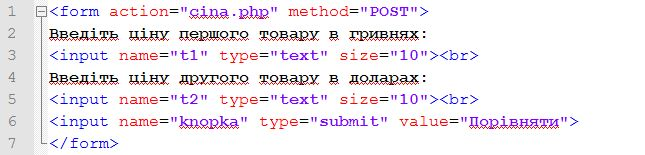 1 <form action="cina.php" method="POST">
2 Введіть ціну першого товару в гривнях:
3 <input name="t1" type="text" size="10"><br>
4 Введіть ціну другого товару в доларах:
5 <input name="t2" type="text" size="10"><br>
6 <input name="knopka" type="submit" value="Порівняти">
7 </form>